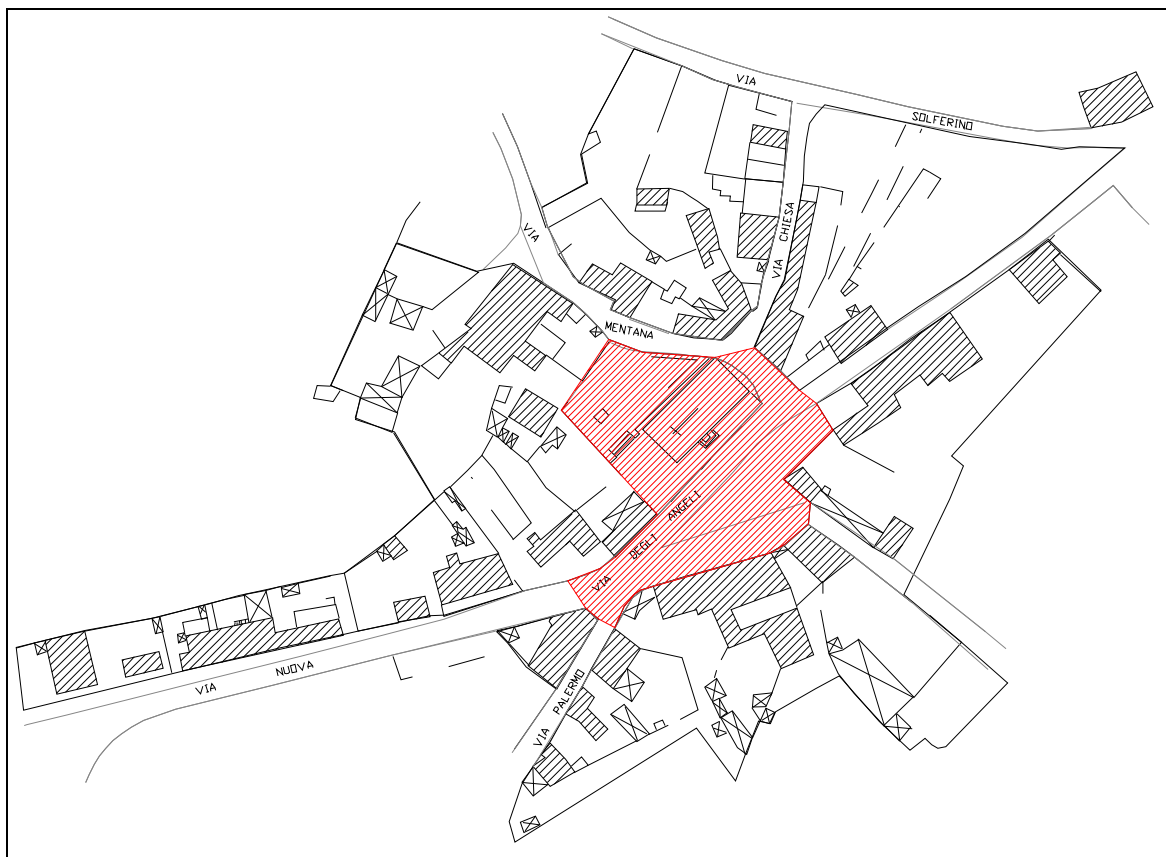 VIA SOLFERINO
VIA CHIESA
VIA MENTANA
VIA DEGLI ANGELI
VIA NUOVA
VIA PALERMO